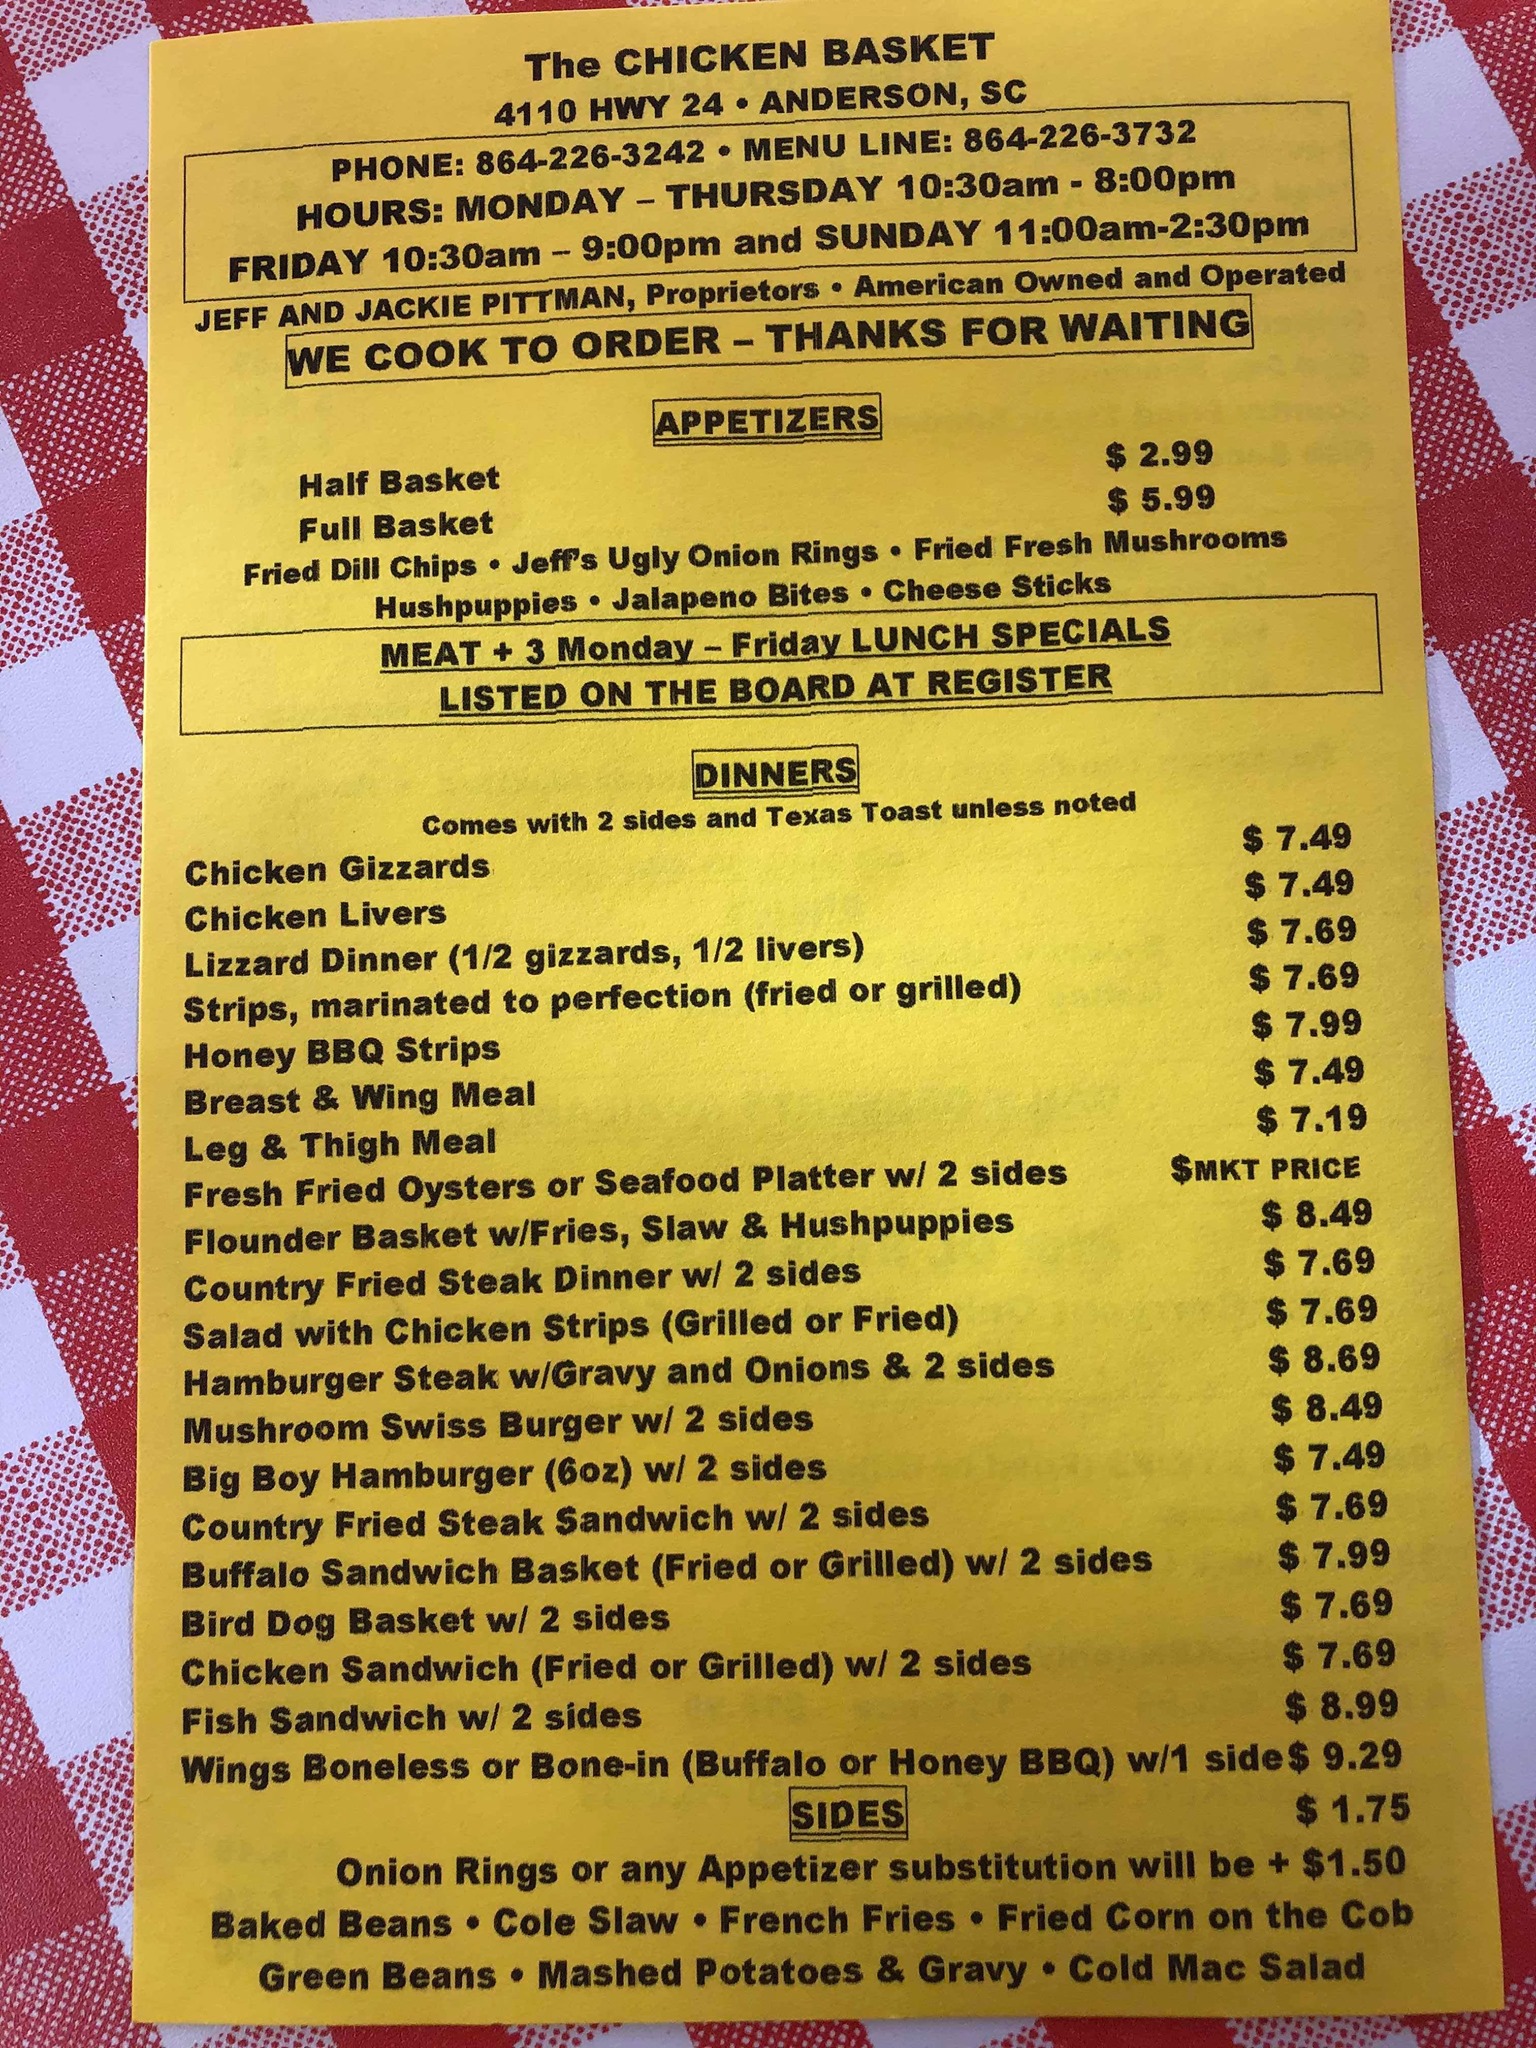 The CHICKEN BASKET
4110 HWY 24 • ANDERSON, SC
PHONE: 864-226-3242 • MENU LINE: 864-226-3732
HOURS: MONDAY – THURSDAY 10:30am - 8:00pm
FRIDAY 10:30am – 9:00pm and SUNDAY 11:00am-2:30pm
JEFF AND JACKIE PITTMAN, Proprietors • American Owned and Operated
WE COOK TO ORDER – THANKS FOR WAITING
APPETIZERS
Half Basket $ 2.99
Full Basket $ 5.99
Fried Dill Chips • Jeff's Ugly Onion Rings • Fried Fresh Mushrooms
Hushpuppies • Jalapeno Bites • Cheese Sticks
MEAT + 3 Monday – Friday LUNCH SPECIALS
LISTED ON THE BOARD AT REGISTER
DINNERS
Comes with 2 sides and Texas Toast unless noted
Chicken Gizzards $ 7.49
Chicken Livers $ 7.49
Lizzard Dinner (1/2 gizzards, 1/2 livers) $ 7.69
Strips, marinated to perfection (fried or grilled) $ 7.69
Honey BBQ Strips $ 7.99
Breast & Wing Meal $ 7.49
Leg & Thigh Meal $ 7.19
Fresh Fried Oysters or Seafood Platter w/ 2 sides $MKT PRICE
Flounder Basket w/Fries, Slaw & Hushpuppies $ 8.49
Country Fried Steak Dinner w/ 2 sides $ 7.69
Salad with Chicken Strips (Grilled or Fried) $ 7.69
Hamburger Steak w/Gravy and Onions & 2 sides $ 8.69
Mushroom Swiss Burger w/ 2 sides $ 8.49
Big Boy Hamburger (6oz) w/ 2 sides $ 7.49
Country Fried Steak Sandwich w/ 2 sides $ 7.69
Buffalo Sandwich Basket (Fried or Grilled) w/ 2 sides $ 7.99
Bird Dog Basket w/ 2 sides $ 7.69
Chicken Sandwich (Fried or Grilled) w/ 2 sides $ 7.69
Fish Sandwich w/ 2 sides $ 8.99
Wings Boneless or Bone-in (Buffalo or Honey BBQ) w/1 side $ 9.29
SIDES $ 1.75
Onion Rings or any Appetizer substitution will be + $1.50
Baked Beans • Cole Slaw • French Fries • Fried Corn on the Cob
Green Beans • Mashed Potatoes & Gravy • Cold Mac Salad